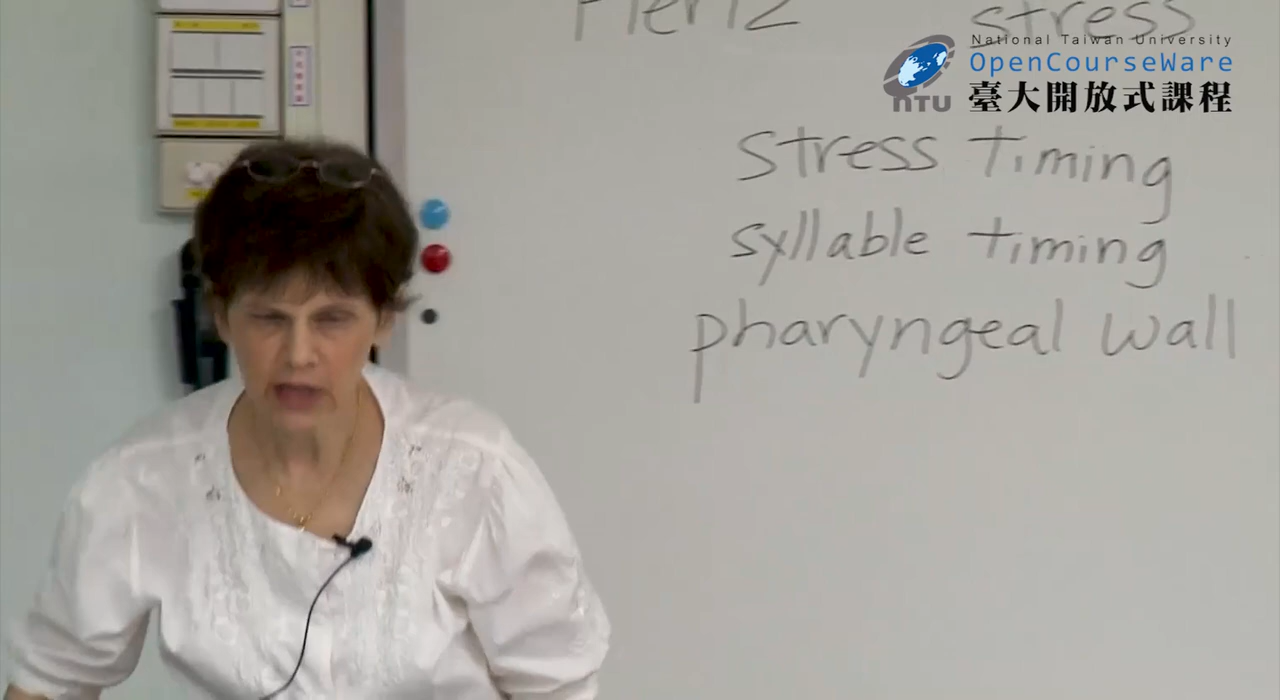 Hertz stress
National Taiwan University
OpenCourseWare
NTU 臺大開放式課程
stress Timing
syllable timing
pharyngeal wall